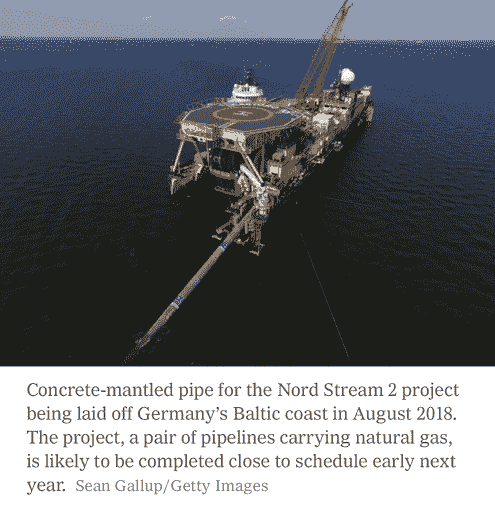 Concrete-mantled pipe for the Nord Stream 2 project
being laid off Germany’s Baltic coast in August 2018.
The project, a pair of pipelines carrying natural gas,
is likely to be completed close to schedule early next
year. Sean Gallup/Getty Images